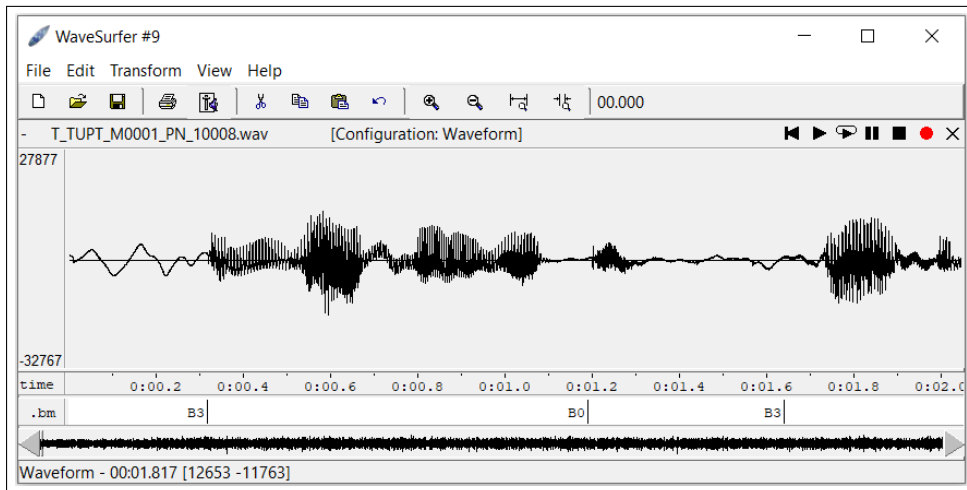 WaveSurfer #9
File Edit Transform View Help
00.000
- T_TUPT_M0001_PN_10008.wav [Configuration: Waveform]
27877
-32767
time 0:00.2 0:00.4 0:00.6 0:00.8 0:01.0 0:01.2 0:01.4 0:01.6 0:01.8 0:02.0
.bm B3 B0 B3
Waveform - 00:01.817 [12653 -11763]